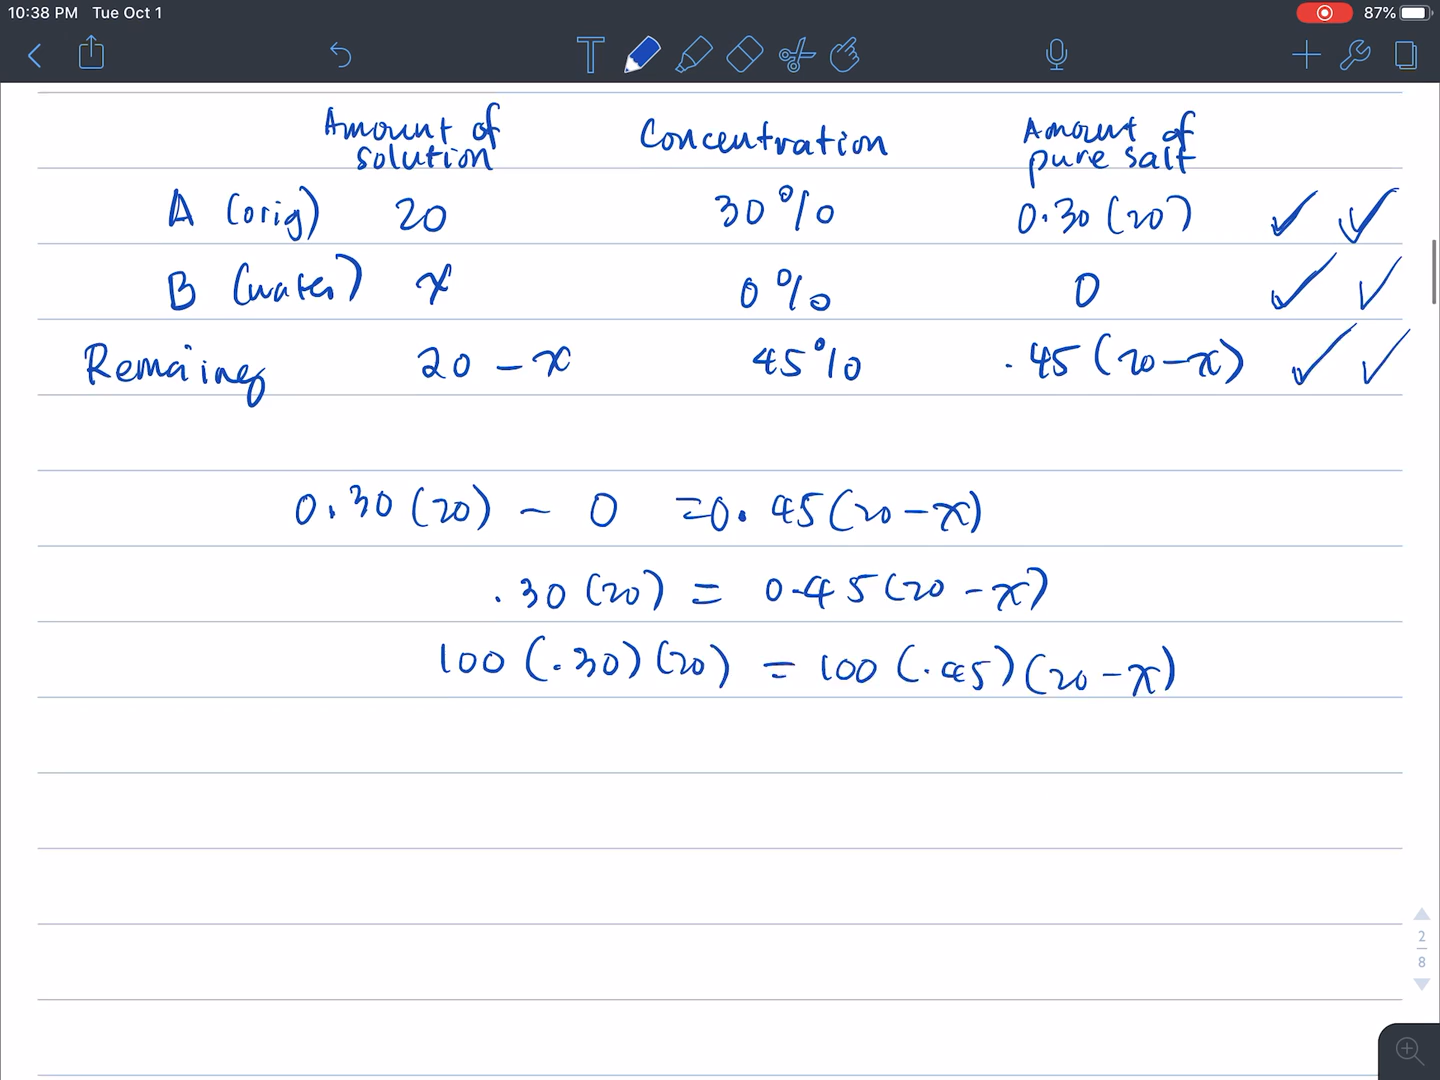 10:38 PM Tue Oct 1 87%
T
Amount of solution Concentration Amount of pure salt
A (orig) 20 30% 0.30(20) ✓ ✓
B (water) x 0% 0 ✓ ✓
Remaining 20 - x 45% .45(20-x) ✓ ✓
0.30(20) - 0 = 0.45(20-x)
.30(20) = 0.45(20-x)
100(.30)(20) = 100(.45)(20-x)
2
8